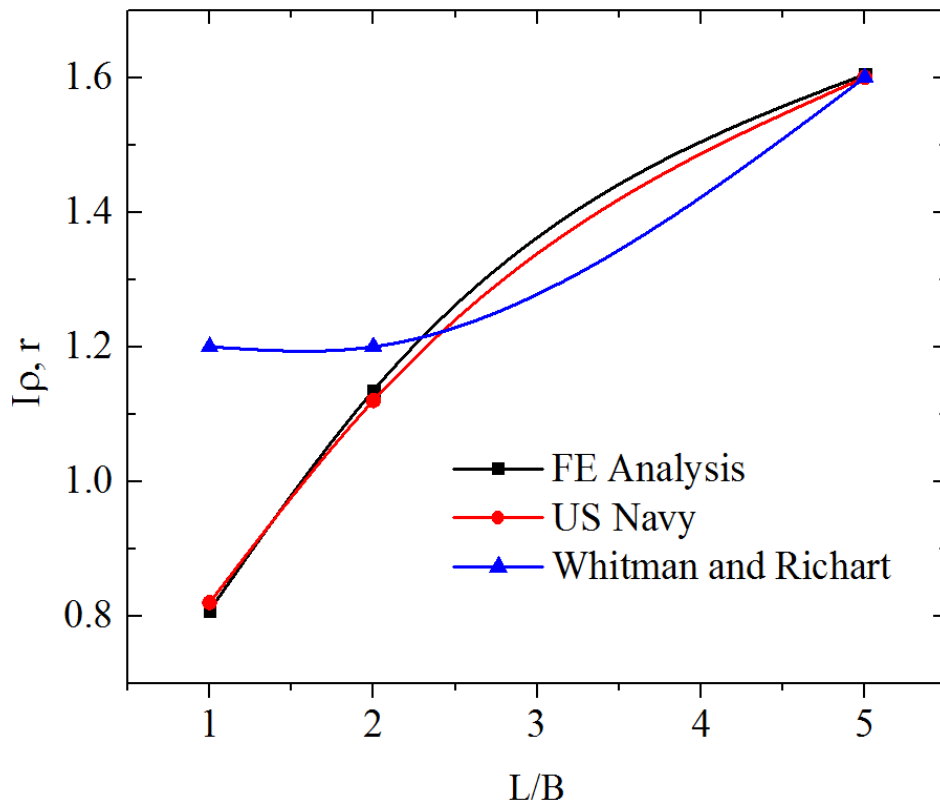 1.6
1.4
1.2
1.0
0.8
Iρ, r
FE Analysis
US Navy
Whitman and Richart
1 2 3 4 5
L/B